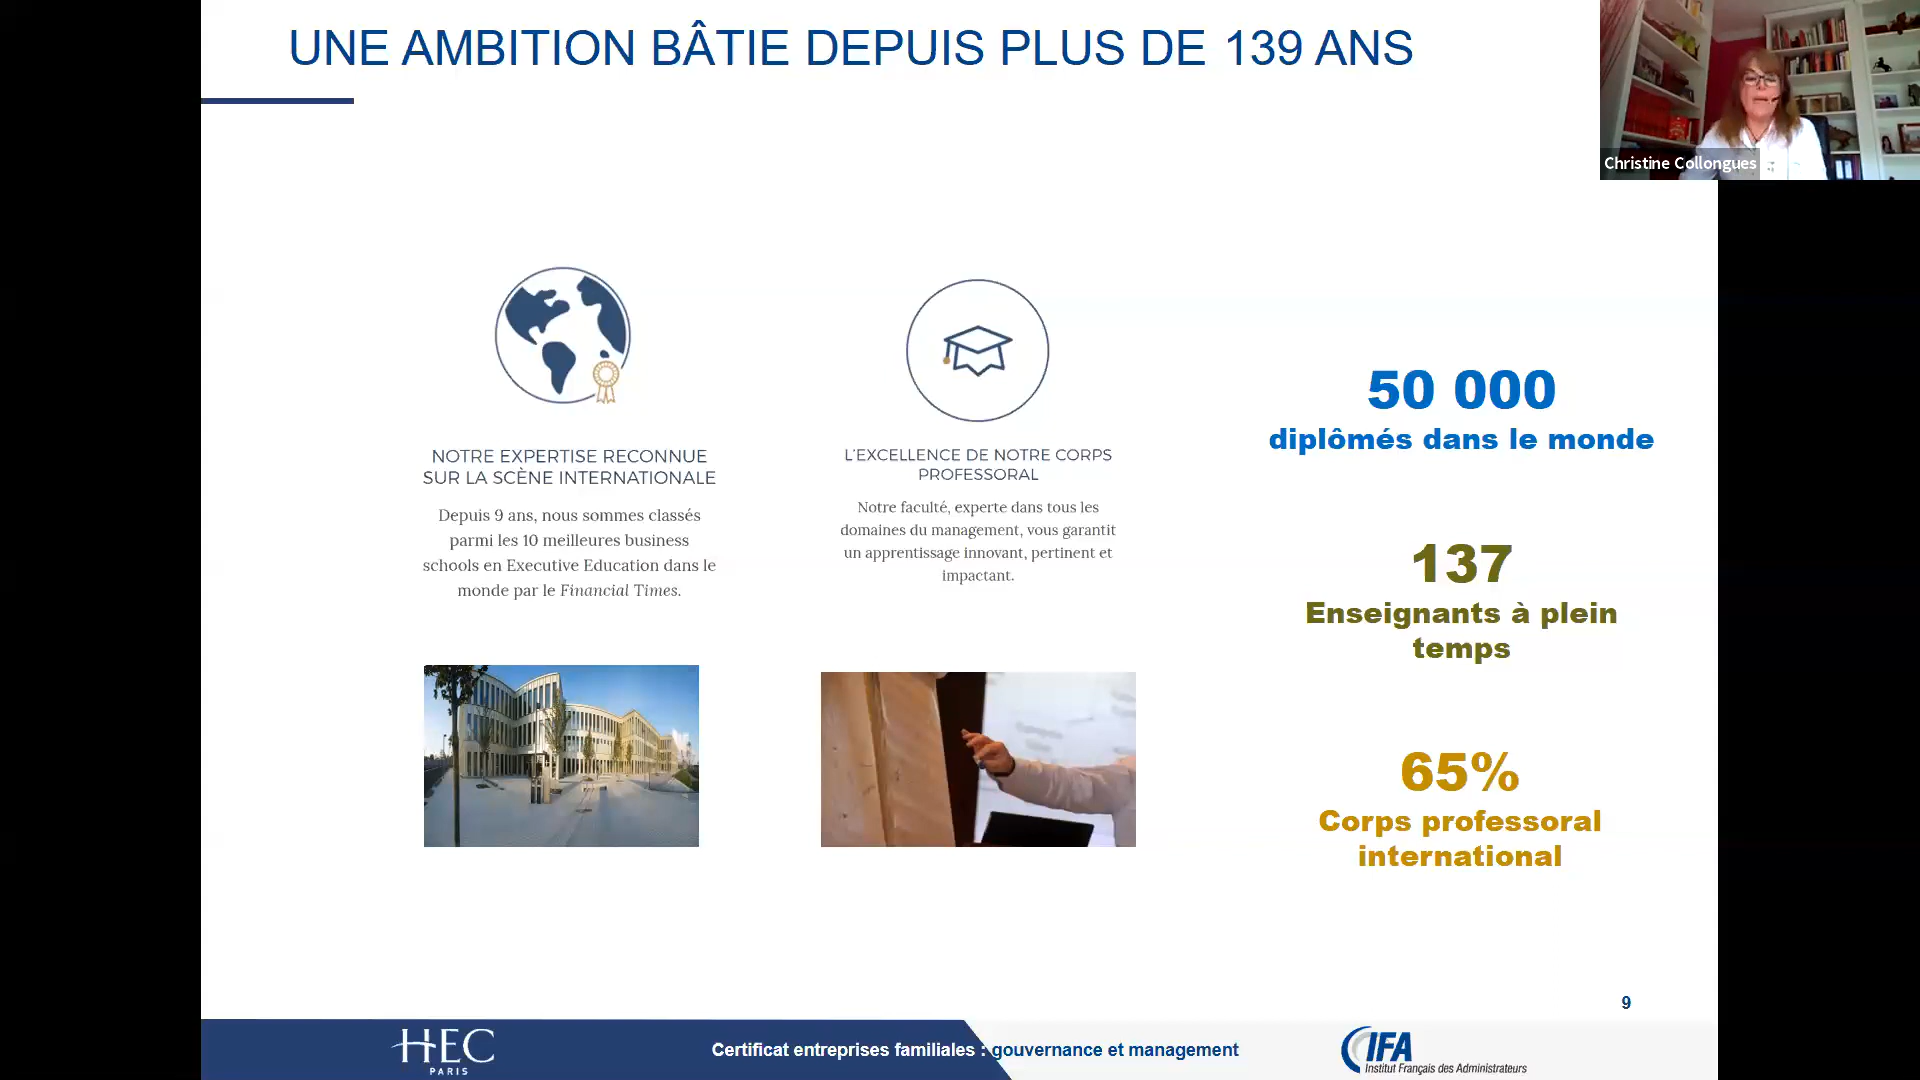 UNE AMBITION BÂTIE DEPUIS PLUS DE 139 ANS
Christine Collongues
NOTRE EXPERTISE RECONNUE
SUR LA SCÈNE INTERNATIONALE
Depuis 9 ans, nous sommes classés
parmi les 10 meilleures business
schools en Executive Education dans le
monde par le Financial Times.
L'EXCELLENCE DE NOTRE CORPS
PROFESSORAL
Notre faculté, experte dans tous les
domaines du management, vous garantit
un apprentissage innovant, pertinent et
impactant.
50 000
diplômés dans le monde
137
Enseignants à plein
temps
65%
Corps professoral
international
9
HEC
PARIS
Certificat entreprises familiales : gouvernance et management
IFA
Institut Français des Administrateurs